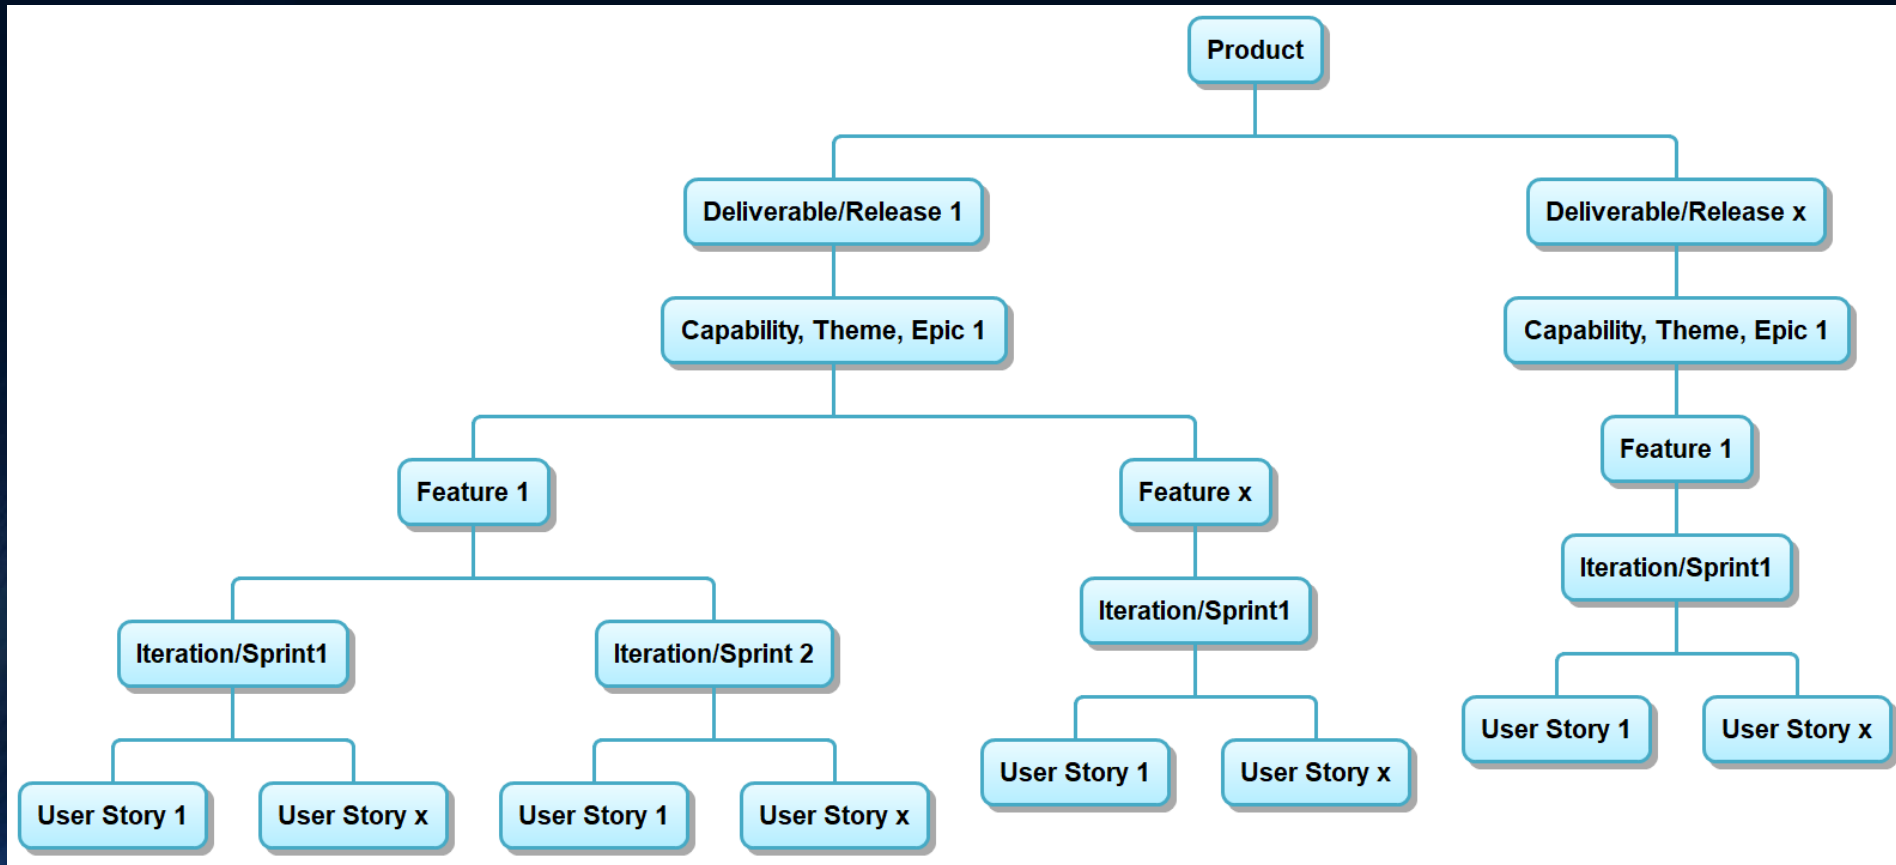 Product
Deliverable/Release 1
Deliverable/Release x
Capability, Theme, Epic 1
Capability, Theme, Epic 1
Feature 1
Feature x
Feature 1
Iteration/Sprint1
Iteration/Sprint 2
Iteration/Sprint1
Iteration/Sprint1
User Story 1
User Story x
User Story 1
User Story x
User Story 1
User Story x
User Story 1
User Story x